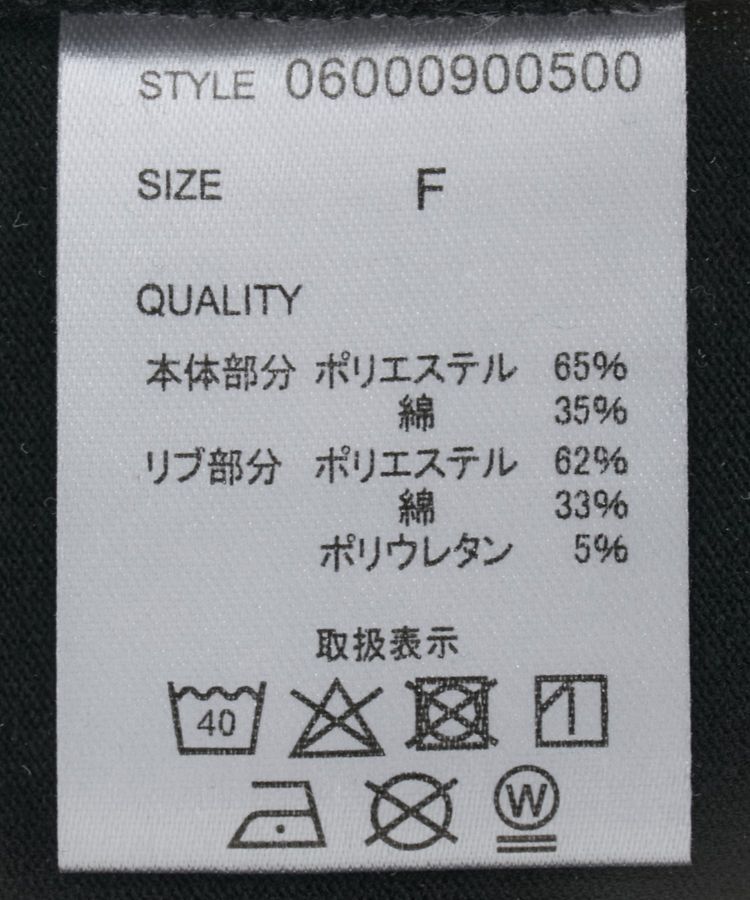 STYLE 06000900500
SIZE F
QUALITY
本体部分 ポリエステル 65%
綿 35%
リブ部分 ポリエステル 62%
綿 33%
ポリウレタン 5%
取扱表示
40
W